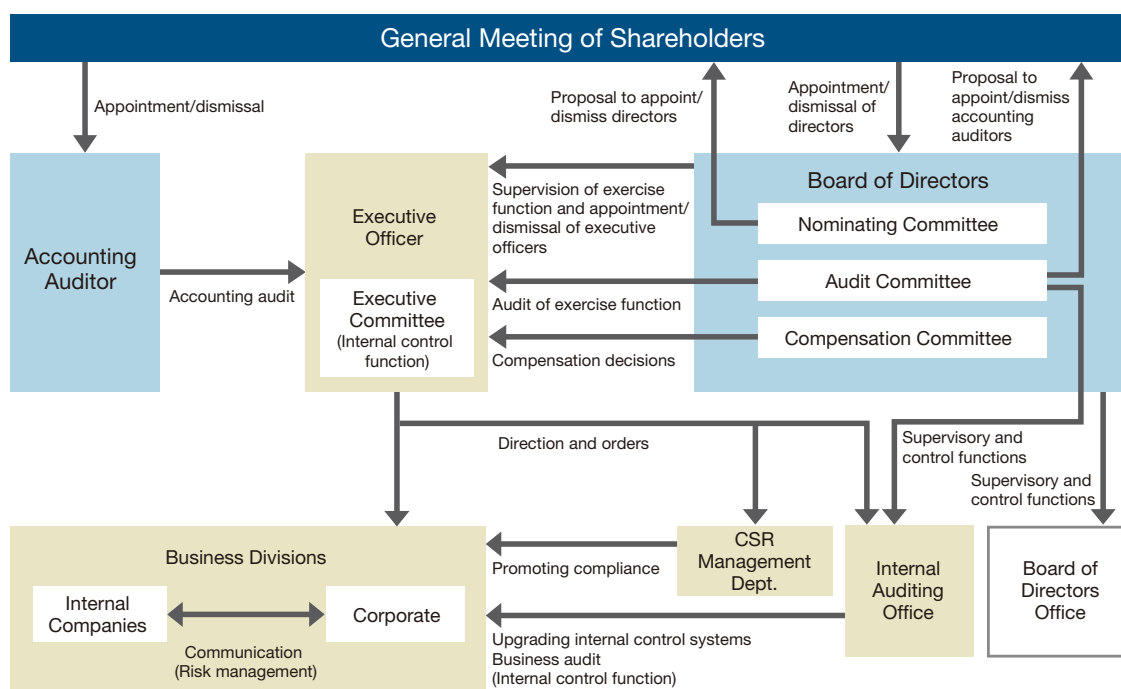 General Meeting of Shareholders
Appointment/dismissal
Proposal to appoint/
dismiss directors
Appointment/
dismissal of
directors
Proposal to
appoint/dismiss
accounting
auditors
Accounting
Auditor
Accounting audit
Executive
Officer
Executive
Committee
(Internal control
function)
Supervision of exercise
function and appointment/
dismissal of executive
officers
Audit of exercise function
Compensation decisions
Board of Directors
Nominating Committee
Audit Committee
Compensation Committee
Direction and orders
Supervisory and
control functions
Supervisory and
control functions
Business Divisions
Internal
Companies
Corporate
Communication
(Risk management)
Promoting compliance
CSR
Management
Dept.
Upgrading internal control systems
Business audit
(Internal control function)
Internal
Auditing
Office
Board of
Directors
Office